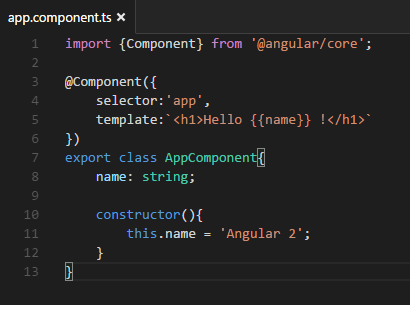 app.component.ts ×
1 import {Component} from '@angular/core';
2
3 @Component({
4     selector:'app',
5     template:`<h1>Hello {{name}} !</h1>`
6 })
7 export class AppComponent{
8     name: string;
9
10     constructor(){
11         this.name = 'Angular 2';
12     }
13 }